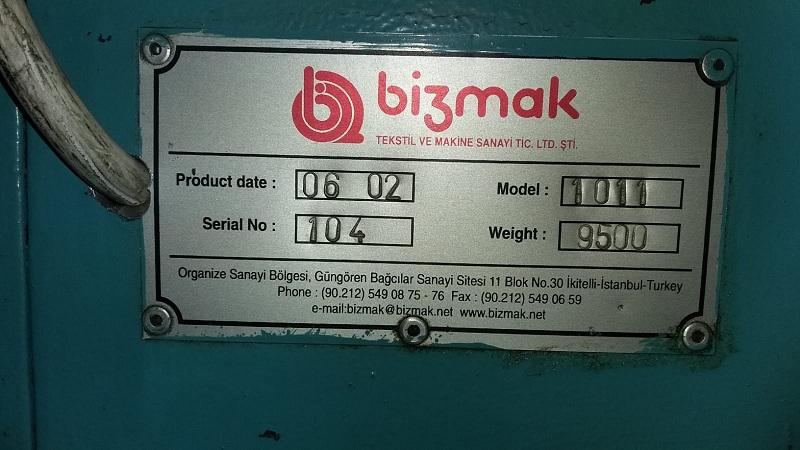 bizmak
TEKSTİL VE MAKİNE SANAYİ TİC. LTD. ŞTİ.
Product date : 06 02 Model : 1011
Serial No : 104 Weight : 9500
Organize Sanayi Bölgesi, Güngören Bağcılar Sanayi Sitesi 11 Blok No.30 İkitelli-İstanbul-Turkey
Phone : (90.212) 549 08 75 - 76 Fax : (90.212) 549 06 59
e-mail:bizmak@bizmak.net www.bizmak.net